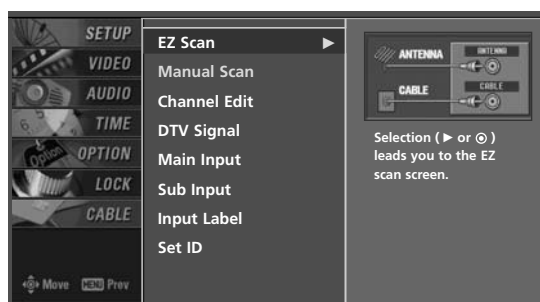 SETUP
VIDEO
AUDIO
TIME
OPTION
LOCK
CABLE
Move MENU Prev
EZ Scan ►
Manual Scan
Channel Edit
DTV Signal
Main Input
Sub Input
Input Label
Set ID
ANTENNA
ANTENNA
CABLE
CABLE
Selection ( ► or ◉ )
leads you to the EZ
scan screen.